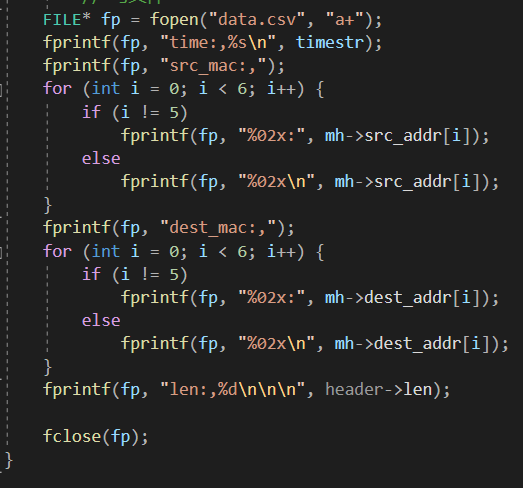 FILE* fp = fopen("data.csv", "a+");
fprintf(fp, "time:,%s\n", timestr);
fprintf(fp, "src_mac:,");
for (int i = 0; i < 6; i++) {
    if (i != 5)
        fprintf(fp, "%02x:", mh->src_addr[i]);
    else
        fprintf(fp, "%02x\n", mh->src_addr[i]);
}
fprintf(fp, "dest_mac:,");
for (int i = 0; i < 6; i++) {
    if (i != 5)
        fprintf(fp, "%02x:", mh->dest_addr[i]);
    else
        fprintf(fp, "%02x\n", mh->dest_addr[i]);
}
fprintf(fp, "len:,%d\n\n\n", header->len);
fclose(fp);
}